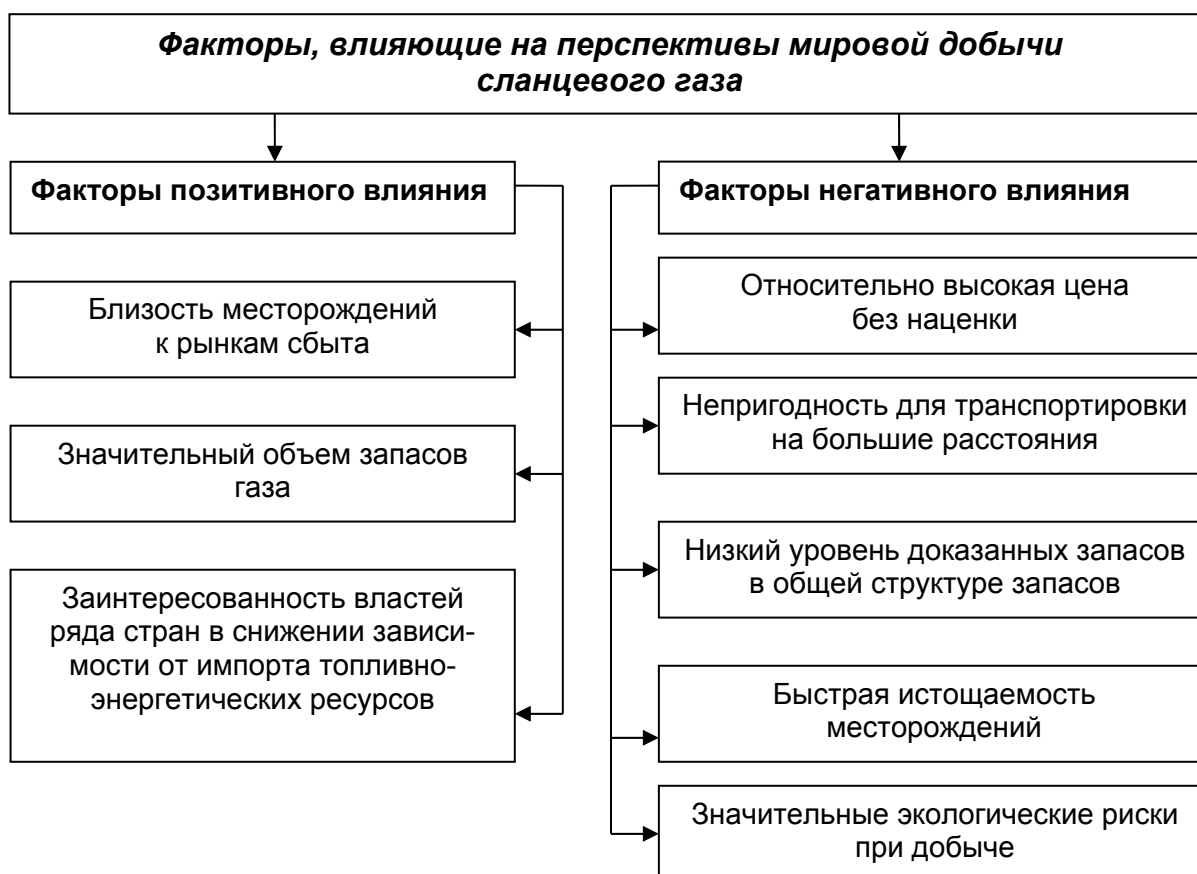 Факторы, влияющие на перспективы мировой добычи
сланцевого газа
Факторы позитивного влияния
Близость месторождений
к рынкам сбыта
Значительный объем запасов
газа
Заинтересованность властей
ряда стран в снижении зависи-
мости от импорта топливно-
энергетических ресурсов
Факторы негативного влияния
Относительно высокая цена
без наценки
Непригодность для транспортировки
на большие расстояния
Низкий уровень доказанных запасов
в общей структуре запасов
Быстрая истощаемость
месторождений
Значительные экологические риски
при добыче